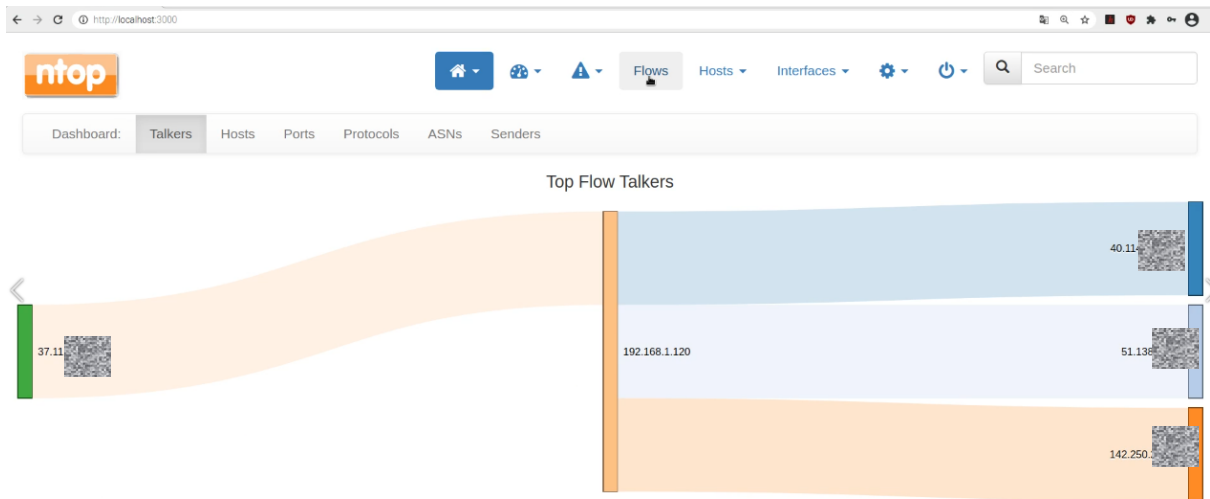 http://localhost:3000
ntop
Flows Hosts Interfaces Search
Dashboard: Talkers Hosts Ports Protocols ASNs Senders
Top Flow Talkers
40.114
37.11
192.168.1.120
51.138
142.250.